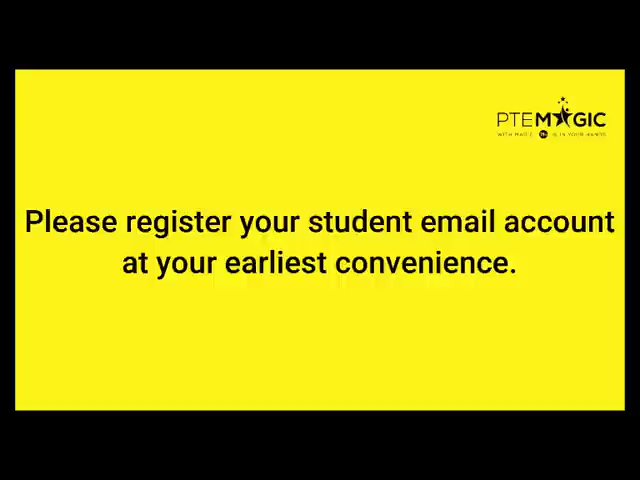 PTEMAGIC
Please register your student email account
at your earliest convenience.